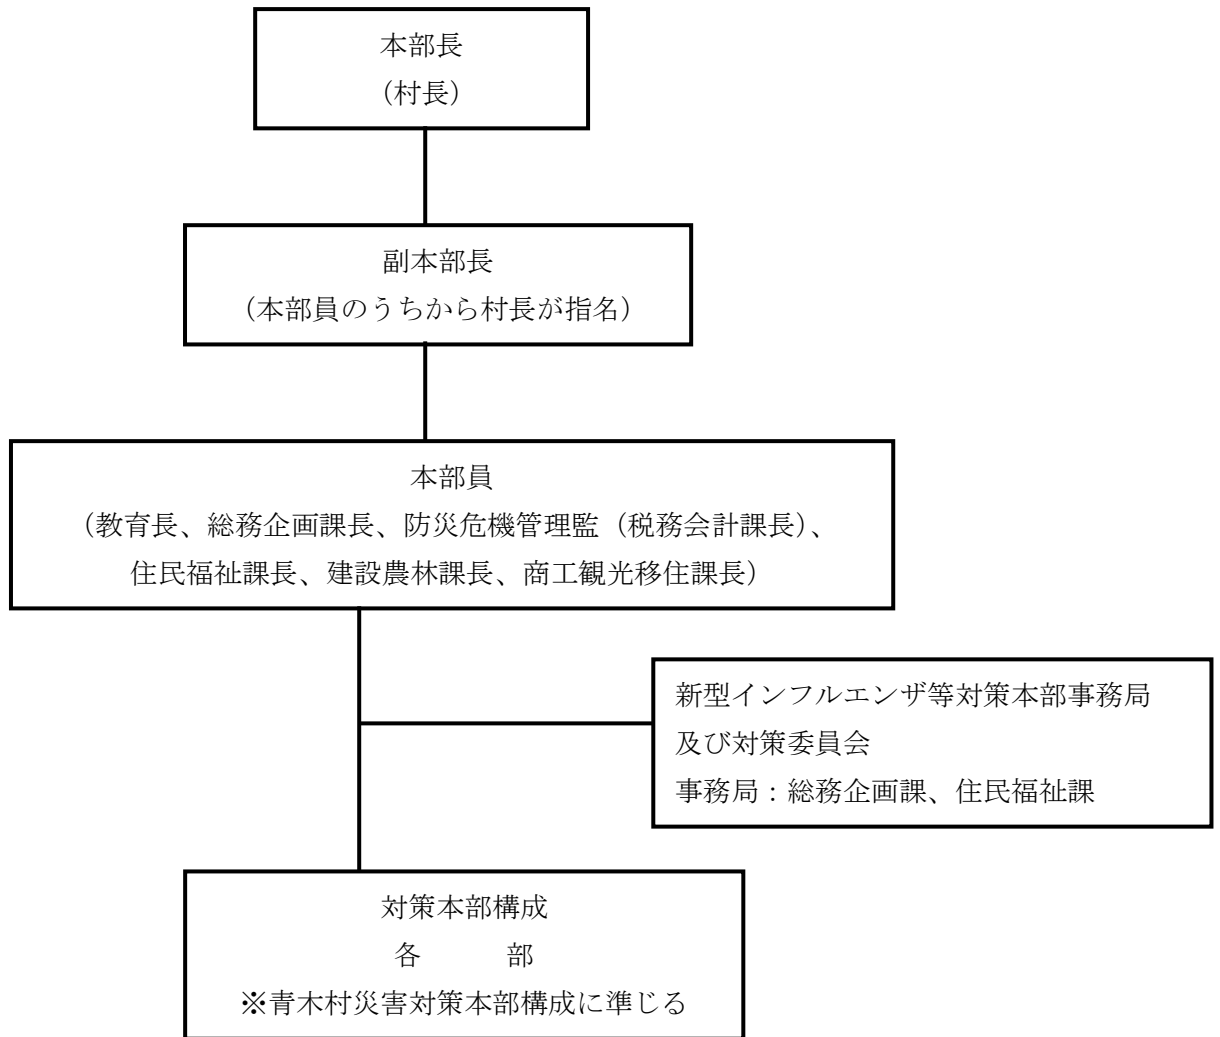 本部長
（村長）
副本部長
（本部員のうちから村長が指名）
本部員
（教育長、総務企画課長、防災危機管理監（税務会計課長）、
住民福祉課長、建設農林課長、商工観光移住課長）
新型インフルエンザ等対策本部事務局
及び対策委員会
事務局：総務企画課、住民福祉課
対策本部構成
各　　　部
※青木村災害対策本部構成に準じる